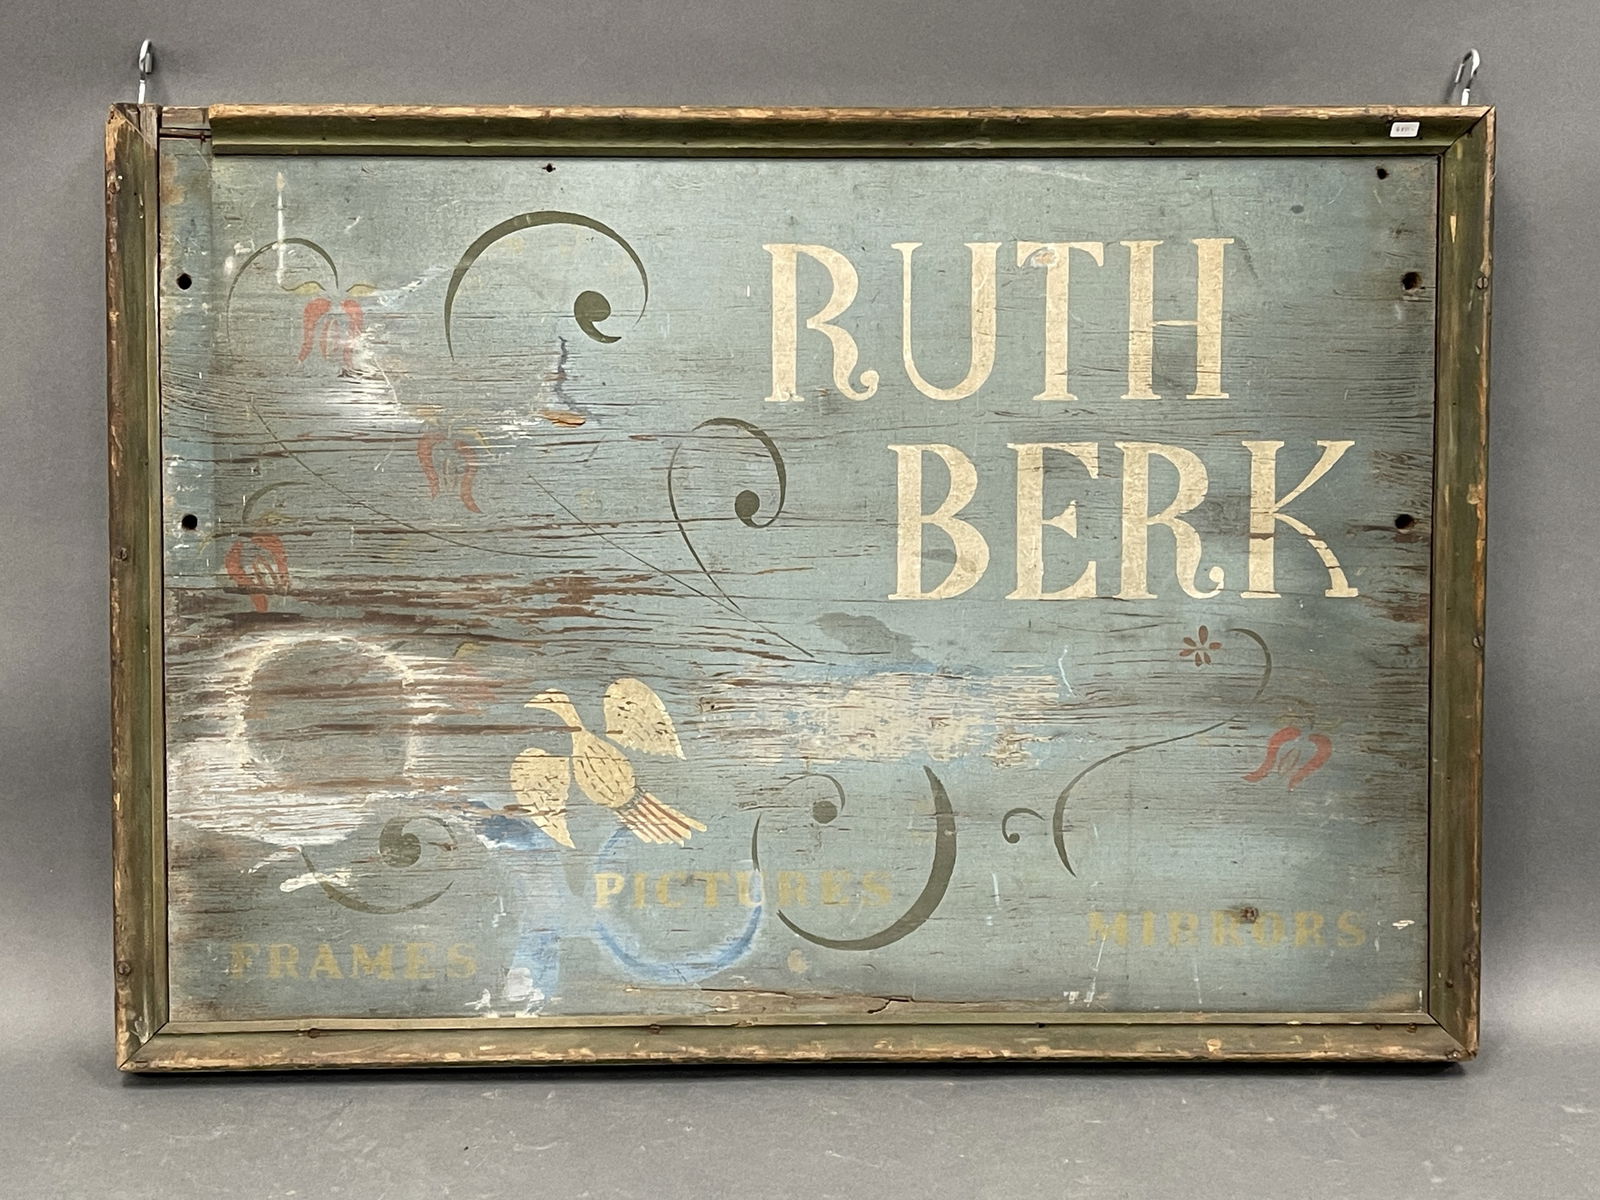 RUTH
BERK
PICTURES
FRAMES
MIRRORS